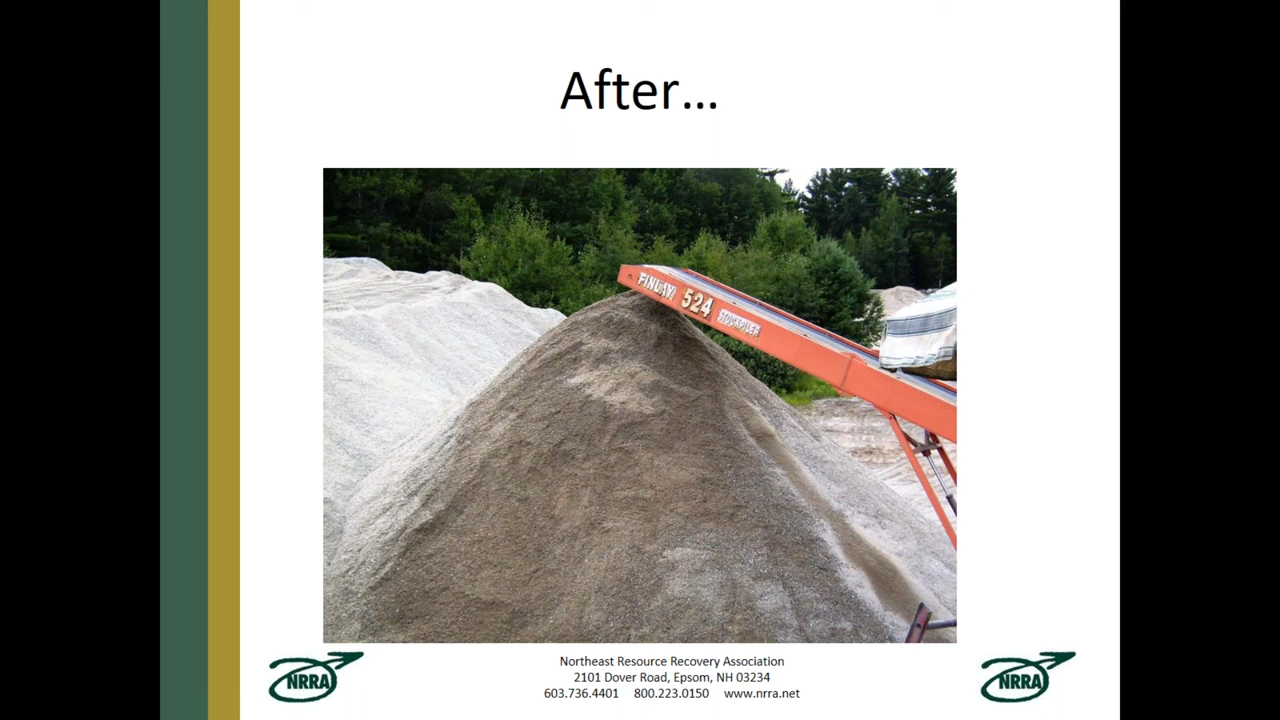 After…
FINLAY 524 STOCKPILER
NRRA
Northeast Resource Recovery Association
2101 Dover Road, Epsom, NH 03234
603.736.4401 800.223.0150 www.nrra.net
NRRA